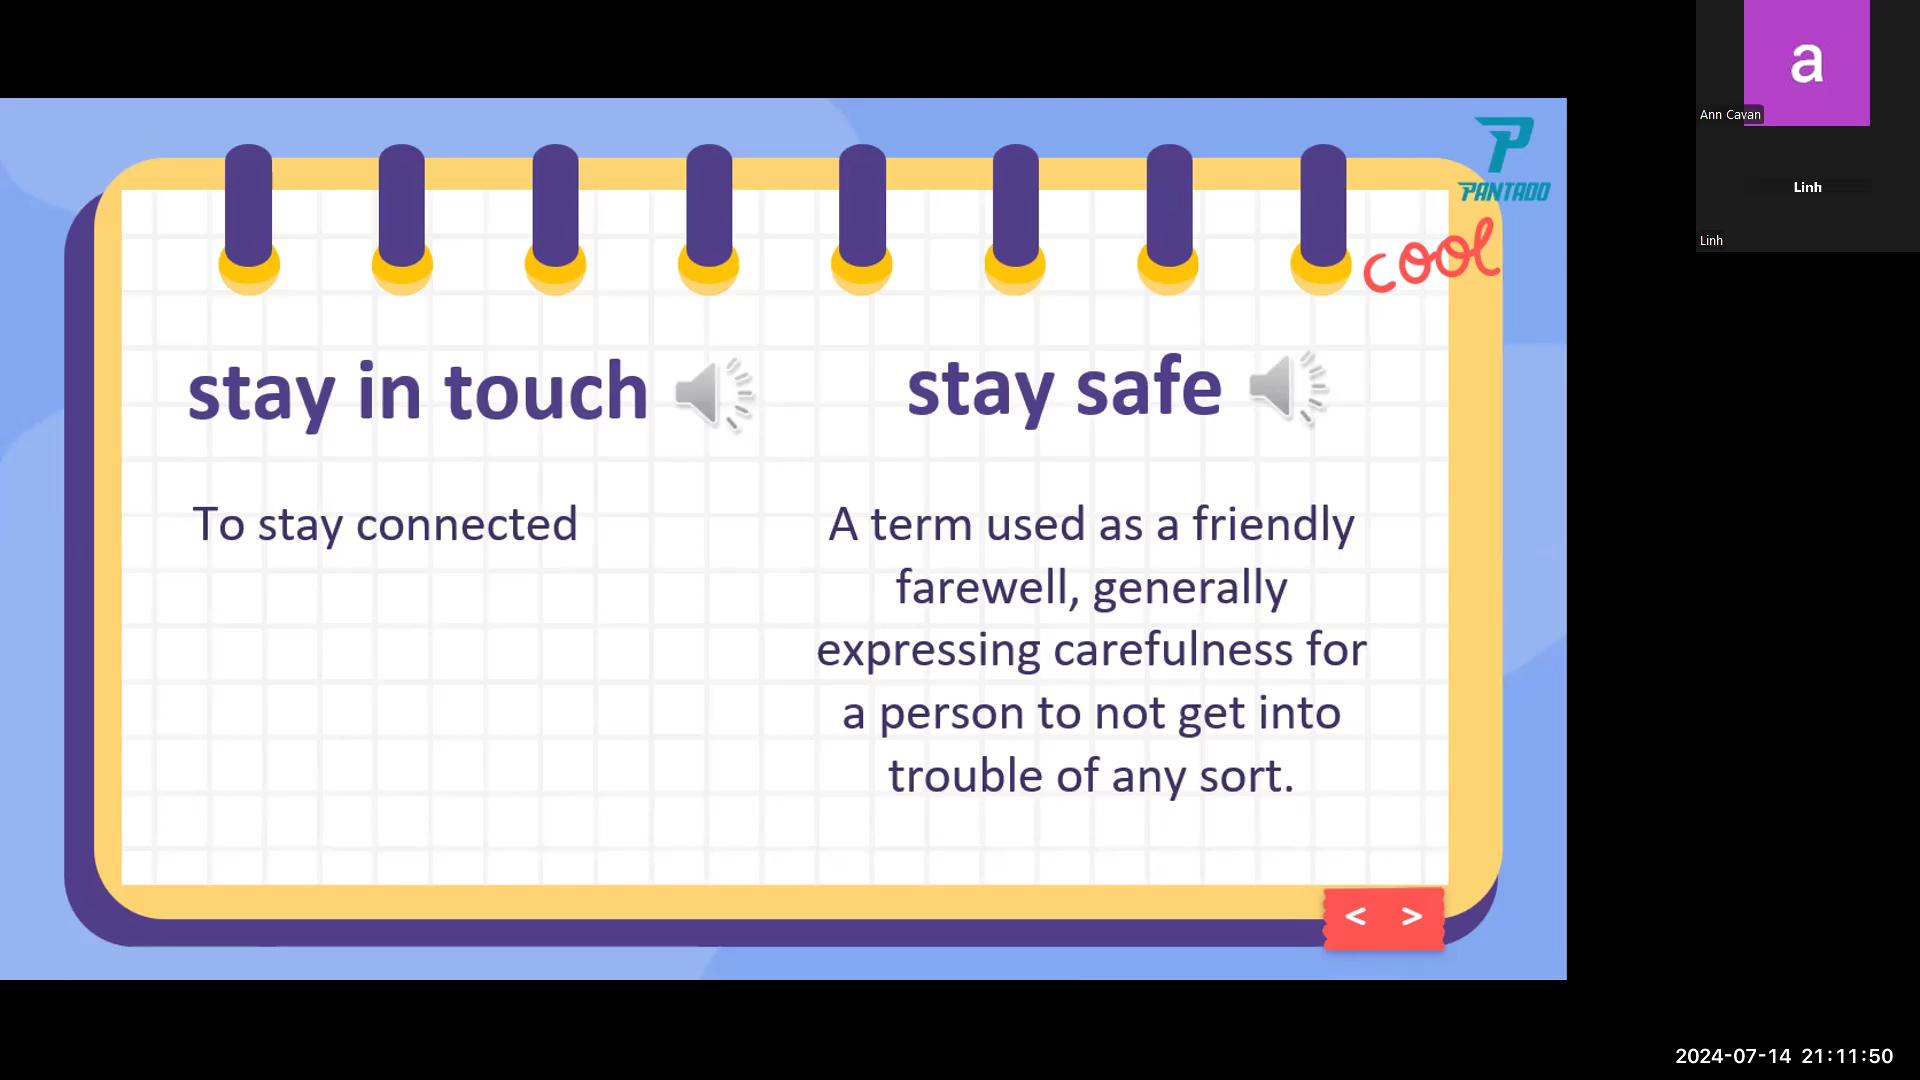 a
Ann Cavan
Linh
Linh
PANTADO
cool
stay in touch
To stay connected
stay safe
A term used as a friendly
farewell, generally
expressing carefulness for
a person to not get into
trouble of any sort.
< >
2024-07-14 21:11:50